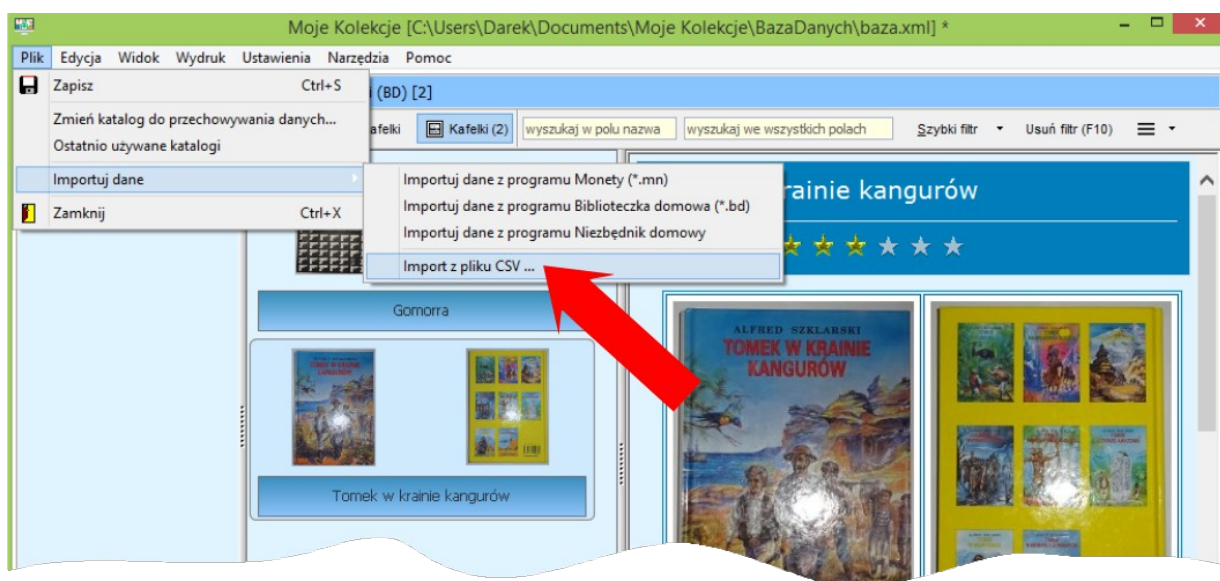 Moje Kolekcje [C:\Users\Darek\Documents\Moje Kolekcje\BazaDanych\baza.xml] *
Plik Edycja Widok Wydruk Ustawienia Narzędzia Pomoc
Zapisz Ctrl+S
(BD) [2]
Zmień katalog do przechowywania danych...
afelki Kafelki (2) wyszukaj w polu nazwa wyszukaj we wszystkich polach Szybki filtr Usuń filtr (F10)
Ostatnio używane katalogi
Importuj dane
Importuj dane z programu Monety (*.mn)
rainie kangurów
Zamknij Ctrl+X
Importuj dane z programu Biblioteczka domowa (*.bd)
Importuj dane z programu Niezbędnik domowy
Import z pliku CSV ...
Gomorra
ALFRED SZKLARSKI
TOMEK W KRAINIE
KANGURÓW
Tomek w krainie kangurów